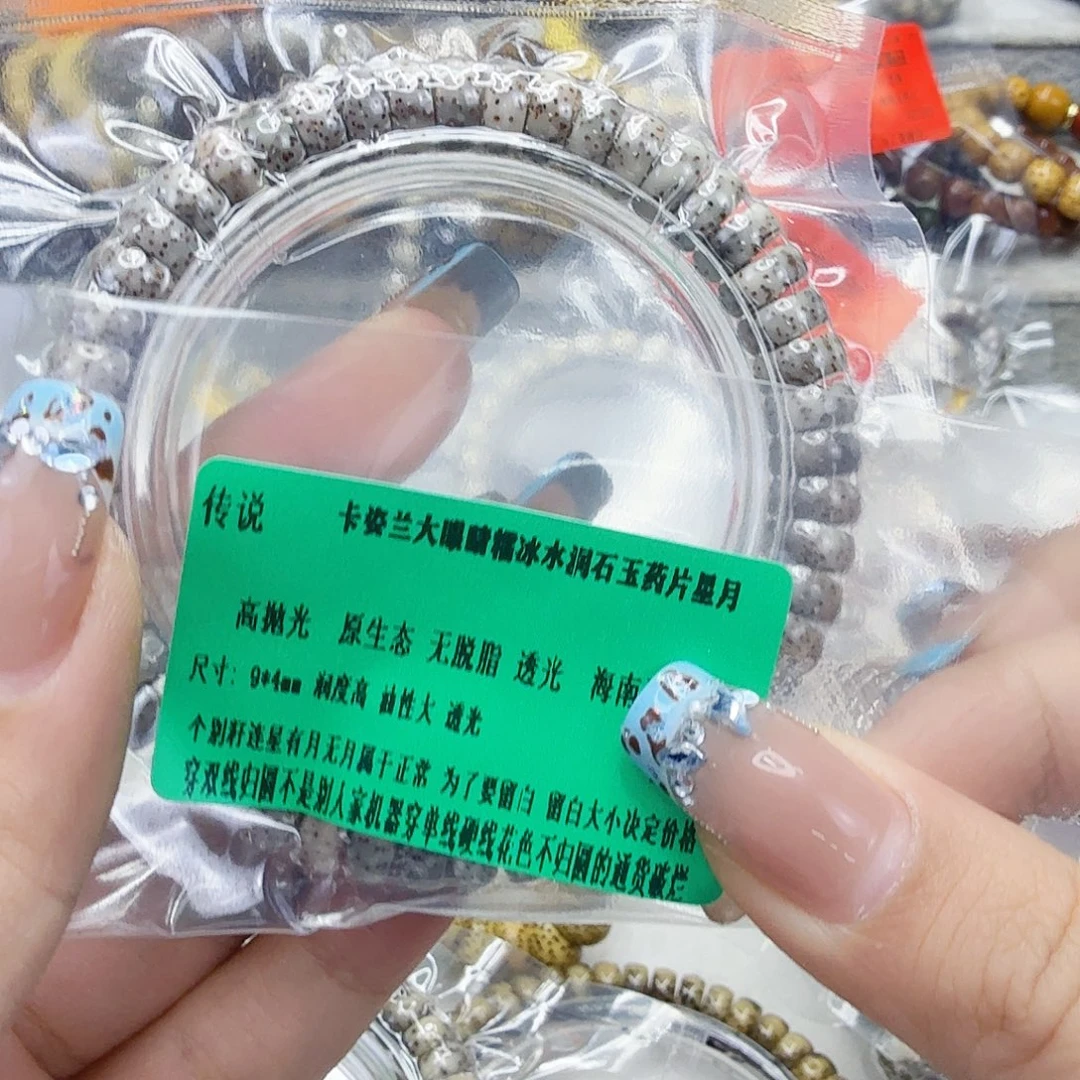 传说 卡姿兰大眼睛糯冰水润石玉药片星月
高抛光 原生态 无脱脂 透光 海南
尺寸: 9*4mm 润度高 油性大 透光
个别籽连星有月无月属于正常 为了要留白 留白大小决定价格
穿双线归圆不是别人家机器穿单线硬线花色不归圆的通货破烂